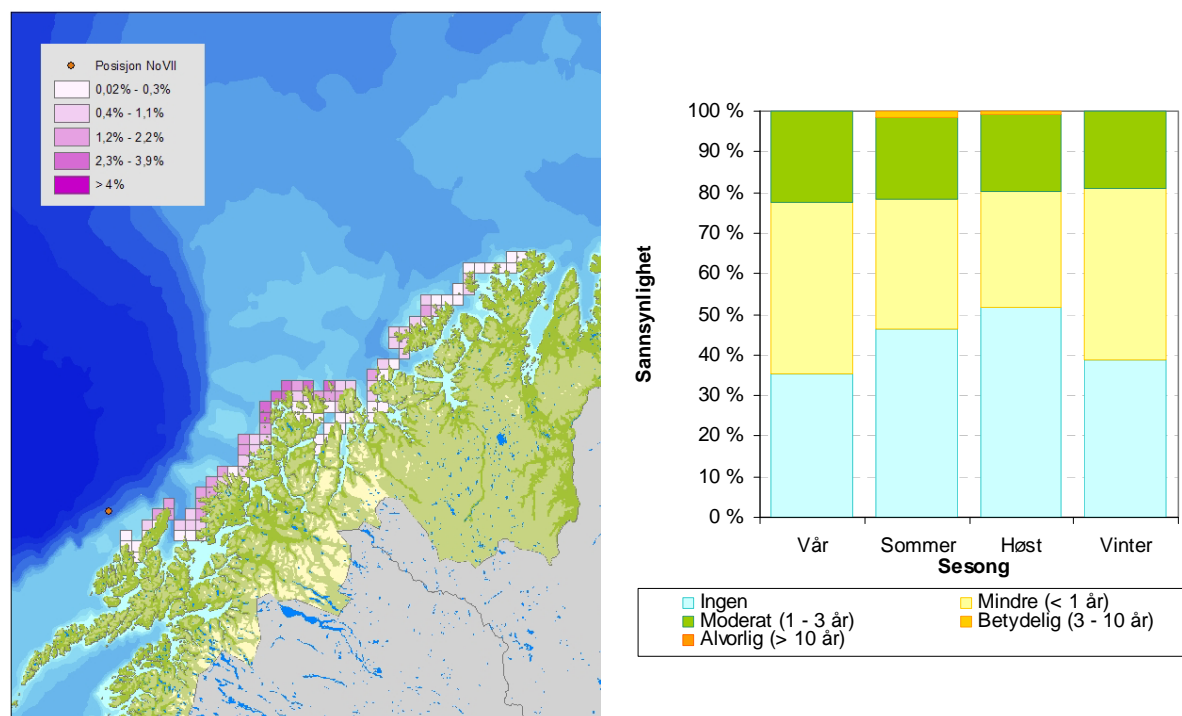 Posisjon NoVII
0,02% - 0,3%
0,4% - 1,1%
1,2% - 2,2%
2,3% - 3,9%
> 4%
Sannsynlighet
100 %
90 %
80 %
70 %
60 %
50 %
40 %
30 %
20 %
10 %
0 %
Vår Sommer Høst Vinter
Sesong
Ingen Mindre (< 1 år)
Moderat (1 - 3 år) Betydelig (3 - 10 år)
Alvorlig (> 10 år)